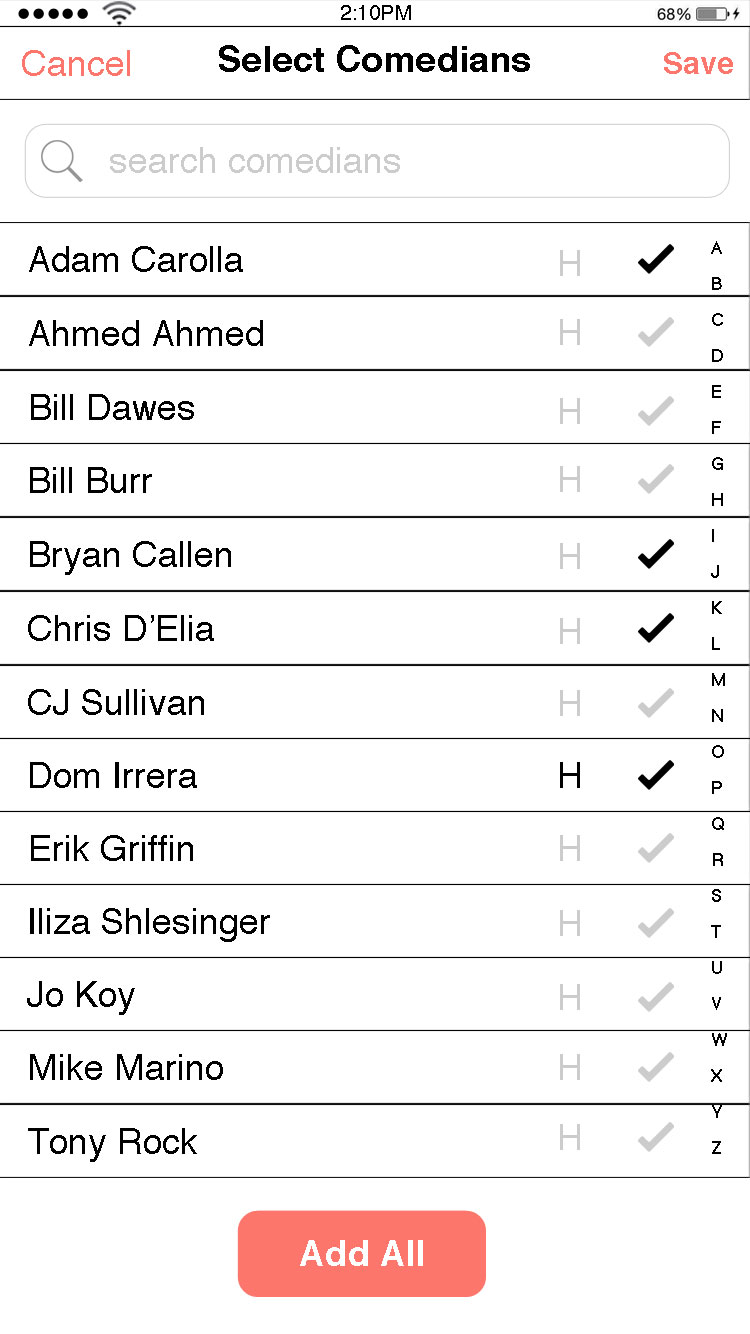 2:10PM 68%
Cancel Select Comedians Save
search comedians
Adam Carolla H
Ahmed Ahmed H
Bill Dawes H
Bill Burr H
Bryan Callen H
Chris D’Elia H
CJ Sullivan H
Dom Irrera H
Erik Griffin H
Iliza Shlesinger H
Jo Koy H
Mike Marino H
Tony Rock H
A
B
C
D
E
F
G
H
I
J
K
L
M
N
O
P
Q
R
S
T
U
V
W
X
Y
Z
Add All